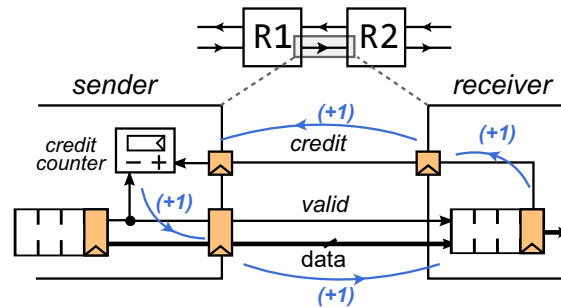 R1 R2
sender
receiver
(+1)
credit
counter
credit
(+1)
− +
(+1)
valid
data
(+1)